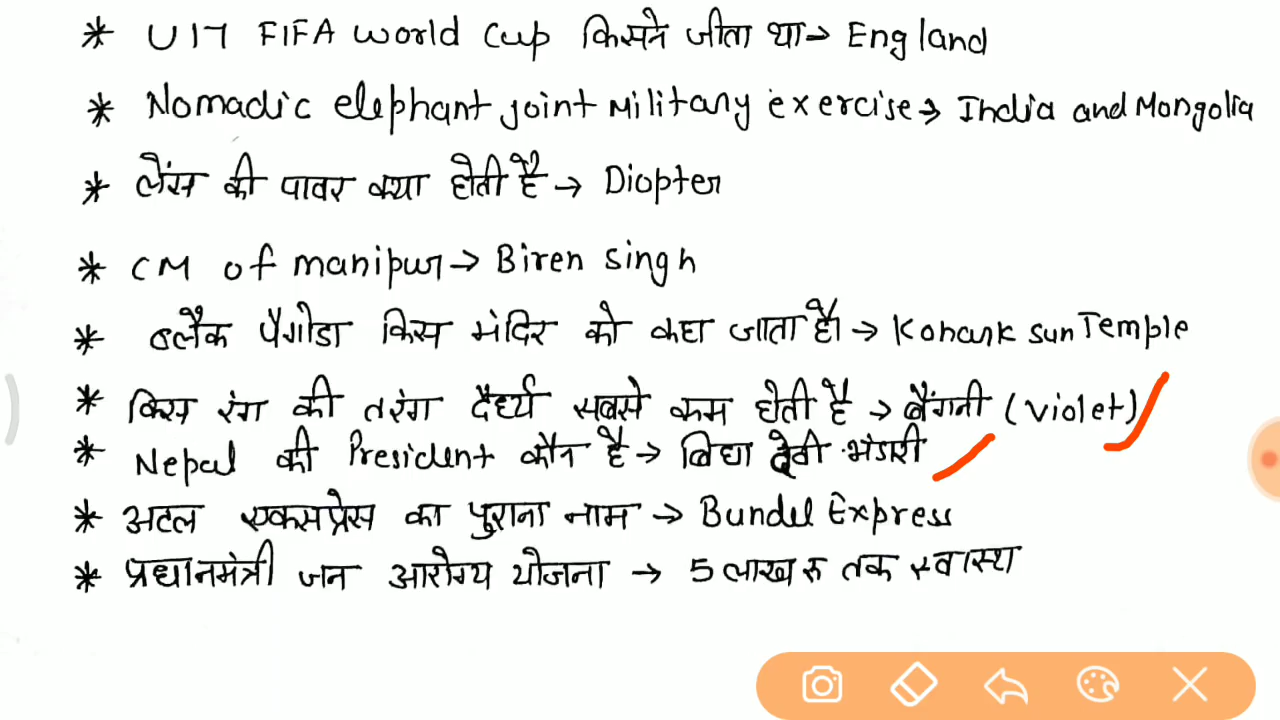 * U17 FIFA world cup किसने जीता था → England
* Nomadic elephant joint Military exercise → India and Mongolia
* लेंस की पावर क्या होती है → Diopter
* CM of manipur → Biren singh
* ब्लैक पैगोडा किस मंदिर को कहा जाता है। → Konark sun Temple
* किस रंग की तरंग दैर्ध्य सबसे कम होती है → बैंगनी (violet)
* Nepal की President कौन है → बिद्या देवी भंडारी
* अटल एक्सप्रेस का पुराना नाम → Bundel Express
* प्रधानमंत्री जन आरोग्य योजना → 5 लाख रु तक स्वास्था